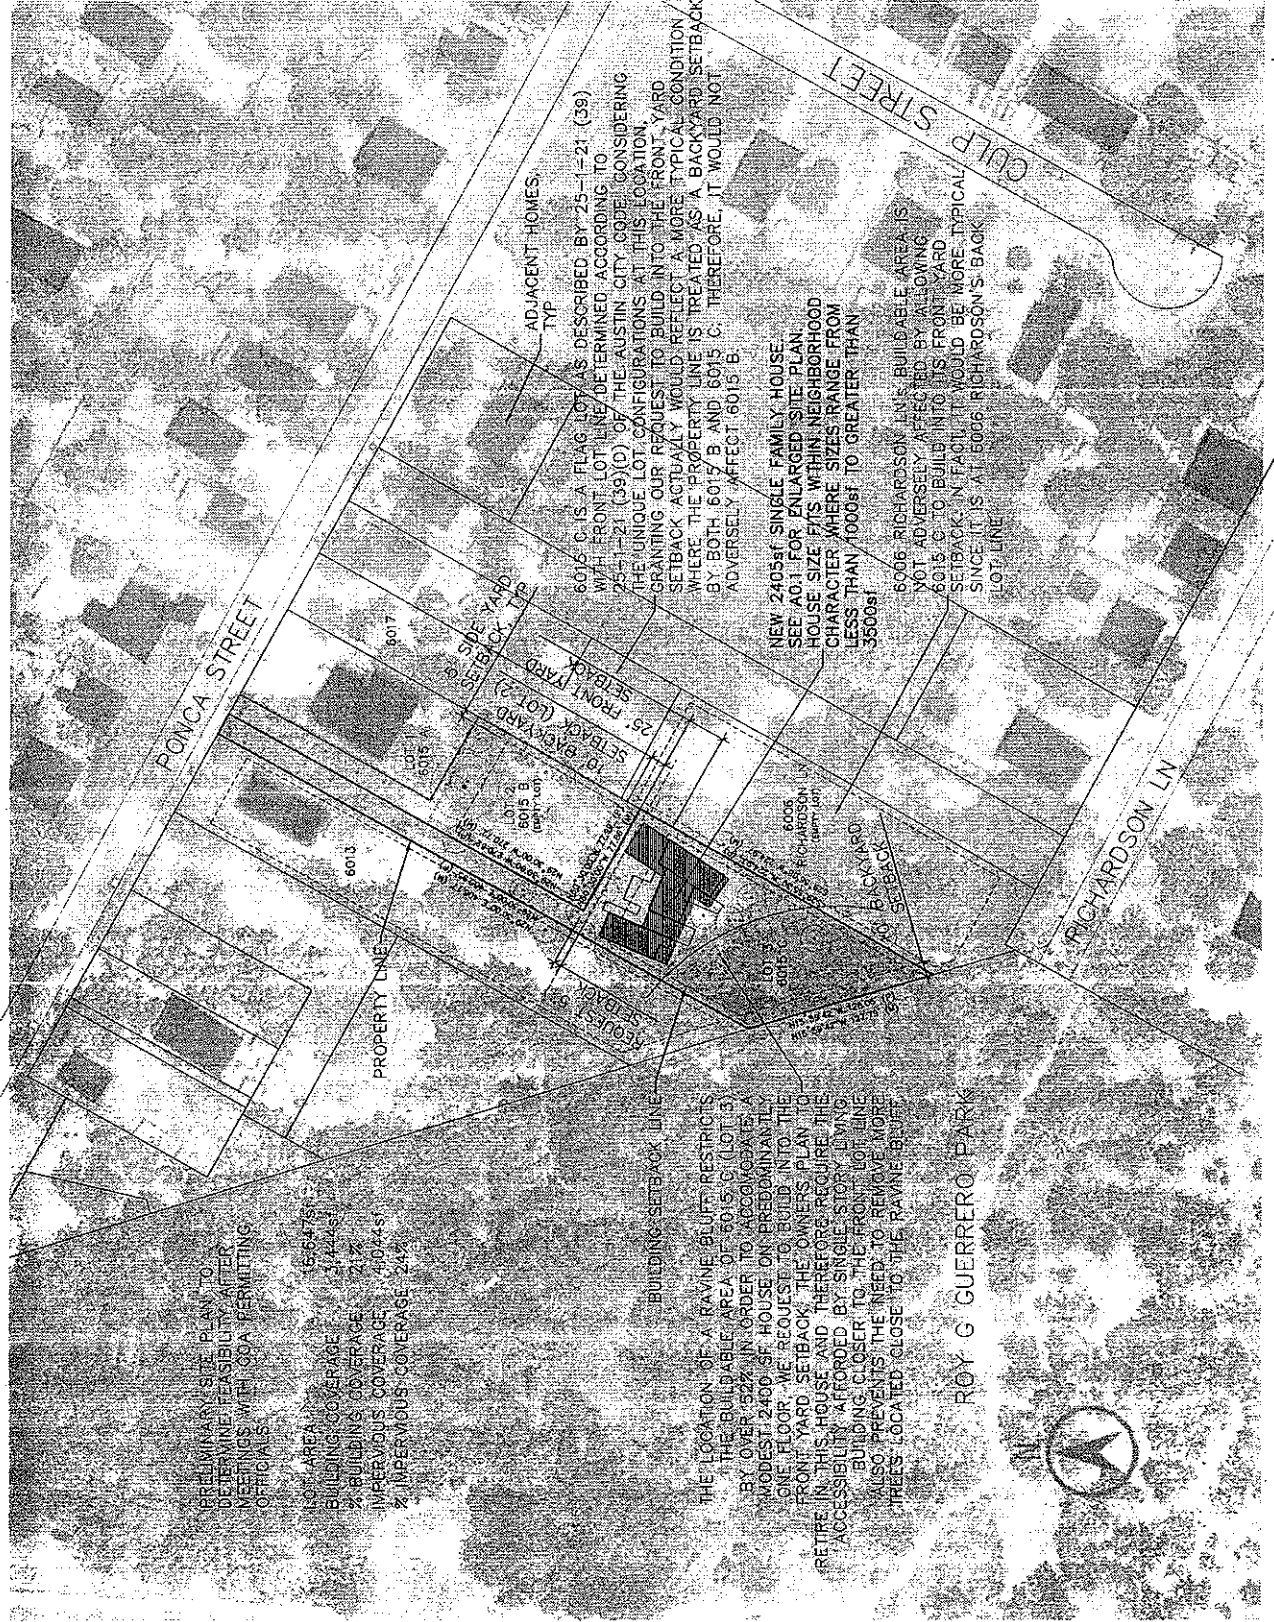 PRELIMINARY SITE PLAN TO
DETERMINE FEASIBILITY AFTER
MEETINGS WITH COA PERMITTING
OFFICIALS
LOT AREA
BUILDING COVERAGE
% BUILDING COVERAGE 21%
IMPERVIOUS COVERAGE 4004sf
% IMPERVIOUS COVERAGE 24%
THE LOCATION OF A RAVINE BLUFF RESTRICTS
THE BUILDABLE AREA OF 6015 C (LOT 3)
BY OVER 52% IN ORDER TO ACCOMODATE A
MODEST 2400 SF HOUSE ON PREDOMINANTLY
ONE FLOOR, WE REQUEST TO BUILD INTO THE
FRONT YARD SETBACK. THE OWNERS PLAN TO
RETIRE IN THIS HOUSE AND THEREFORE REQUIRE THE
ACCESSIBILITY AFFORDED BY SINGLE STORY LIVING.
BUILDING CLOSER TO THE FRONT LOT LINE
ALSO PREVENTS THE NEED TO REMOVE MORE
TREES LOCATED CLOSE TO THE RAVINE BLUFF
ROY G GUERRERO PARK
N
PROPERTY LINE
BUILDING SETBACK LINE
REQUEST 5'
SETBACK
PONCA STREET
6013
6017
LOT 1
6015
LOT 2
6015 B
(EMPTY LOT)
LOT 3
6015 C
5' SIDE YARD
SETBACK TYP
10' BACKYARD
SETBACK (LOT 2)
25' FRONT YARD
SETBACK
6006
RICHARDSON LN
(EMPTY LOT)
10' BACKYARD
SETBACK
RICHARDSON LN
CULP STREET
ADJACENT HOMES,
TYP
6015 C IS A FLAG LOT AS DESCRIBED BY 25-1-21 (39)
WITH FRONT LOT LINE DETERMINED ACCORDING TO
25-1-21 (39)(D) OF THE AUSTIN CITY CODE. CONSIDERING
THE UNIQUE LOT CONFIGURATIONS AT THIS LOCATION,
GRANTING OUR REQUEST TO BUILD INTO THE FRONT YARD
SETBACK ACTUALLY WOULD REFLECT A MORE TYPICAL CONDITION
WHERE THE PROPERTY LINE IS TREATED AS A BACKYARD SETBACK
BY BOTH 6015 B AND 6015 C. THEREFORE, IT WOULD NOT
ADVERSELY AFFECT 6015 B.
NEW 2405sf SINGLE FAMILY HOUSE.
SEE A0.1 FOR ENLARGED SITE PLAN.
HOUSE SIZE FITS WITHIN NEIGHBORHOOD
CHARACTER WHERE SIZES RANGE FROM
LESS THAN 1000sf TO GREATER THAN
3500sf
6006 RICHARDSON LN'S BUILDABLE AREA IS
NOT ADVERSELY AFFECTED BY ALLOWING
6015 C TO BUILD INTO ITS FRONT YARD
SETBACK. IN FACT, IT WOULD BE MORE TYPICAL
SINCE IT IS AT 6006 RICHARDSON'S BACK
LOT LINE